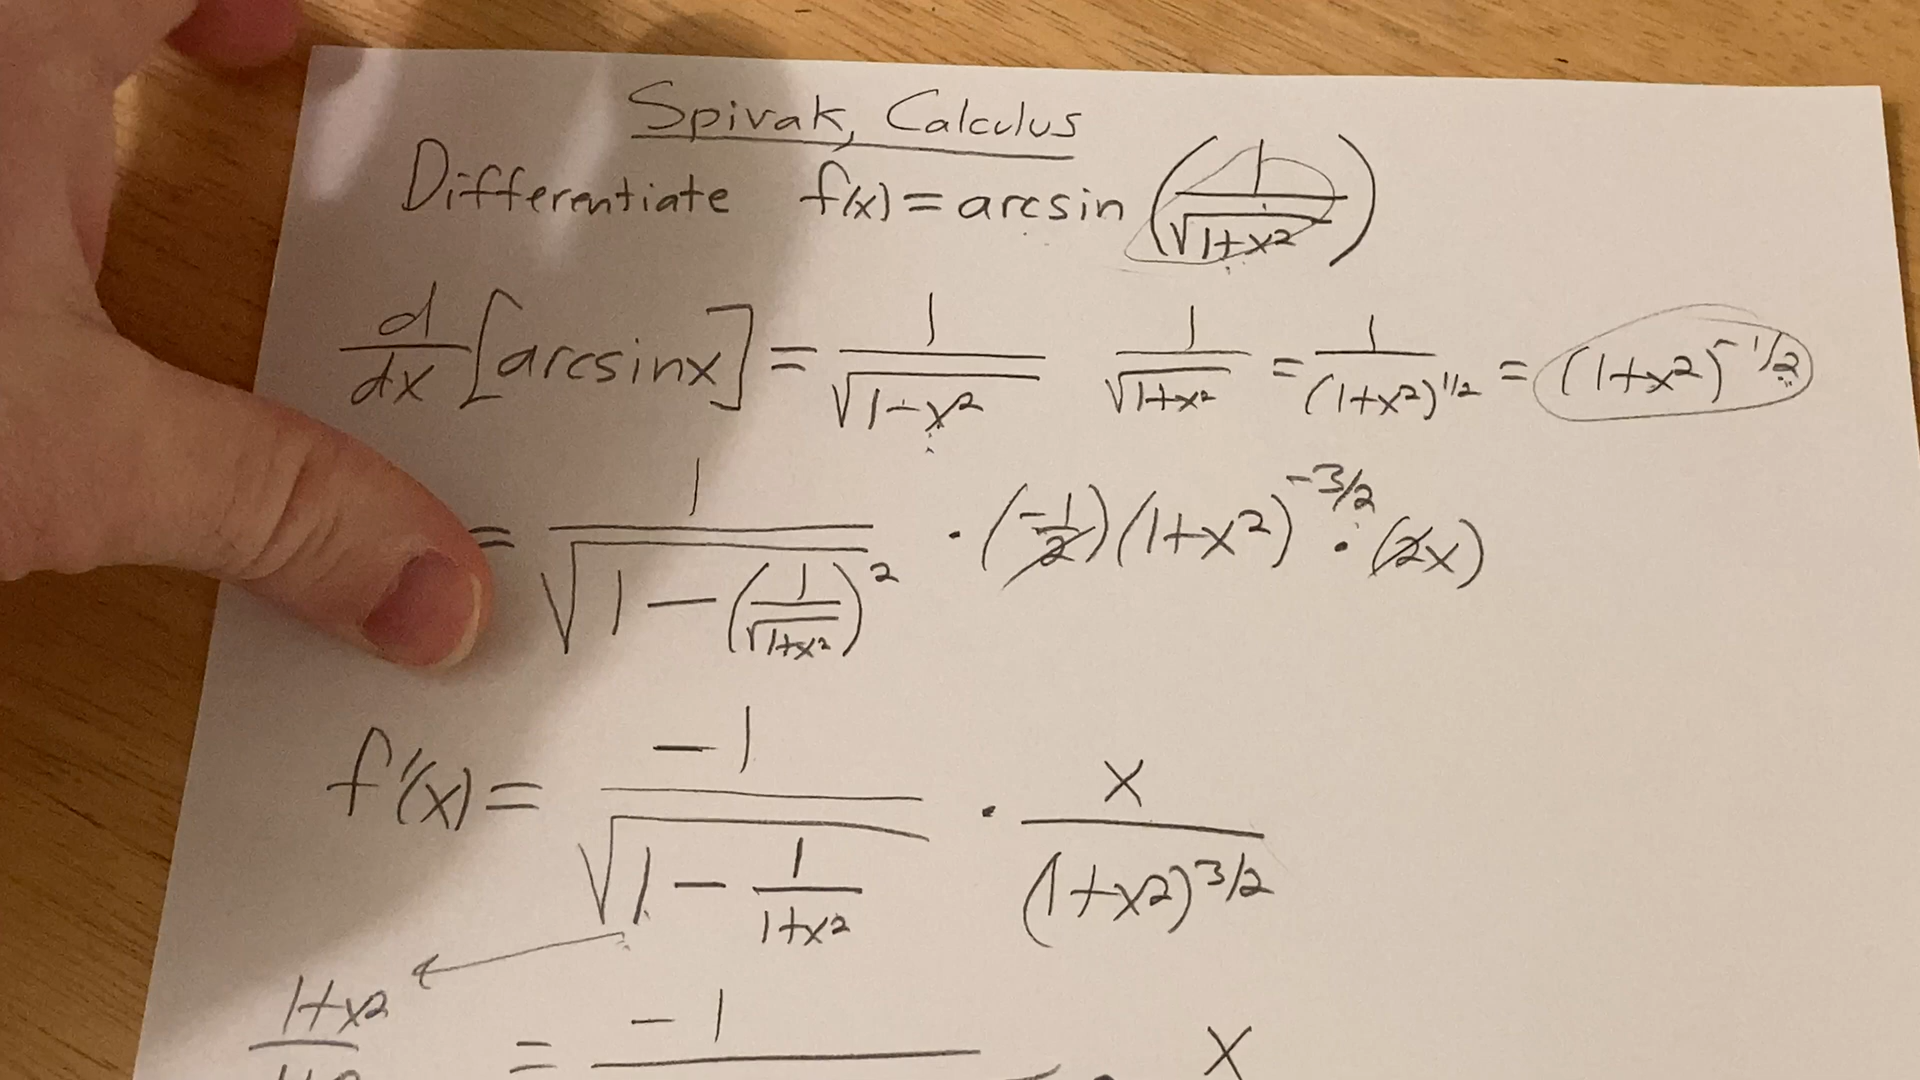 Spivak, Calculus
Differentiate f(x) = arcsin (1/√(1+x²))
d/dx [arcsinx] = 1/√(1-x²) 1/√(1+x²) = 1/(1+x²)^1/2 = (1+x²)^-1/2
= 1/√(1-(1/√(1+x²))²) · (-1/2)(1+x²)^-3/2 · (2x)
f'(x) = -1/√(1 - 1/(1+x²)) · x/(1+x²)^3/2
1+x²
= -1 · x